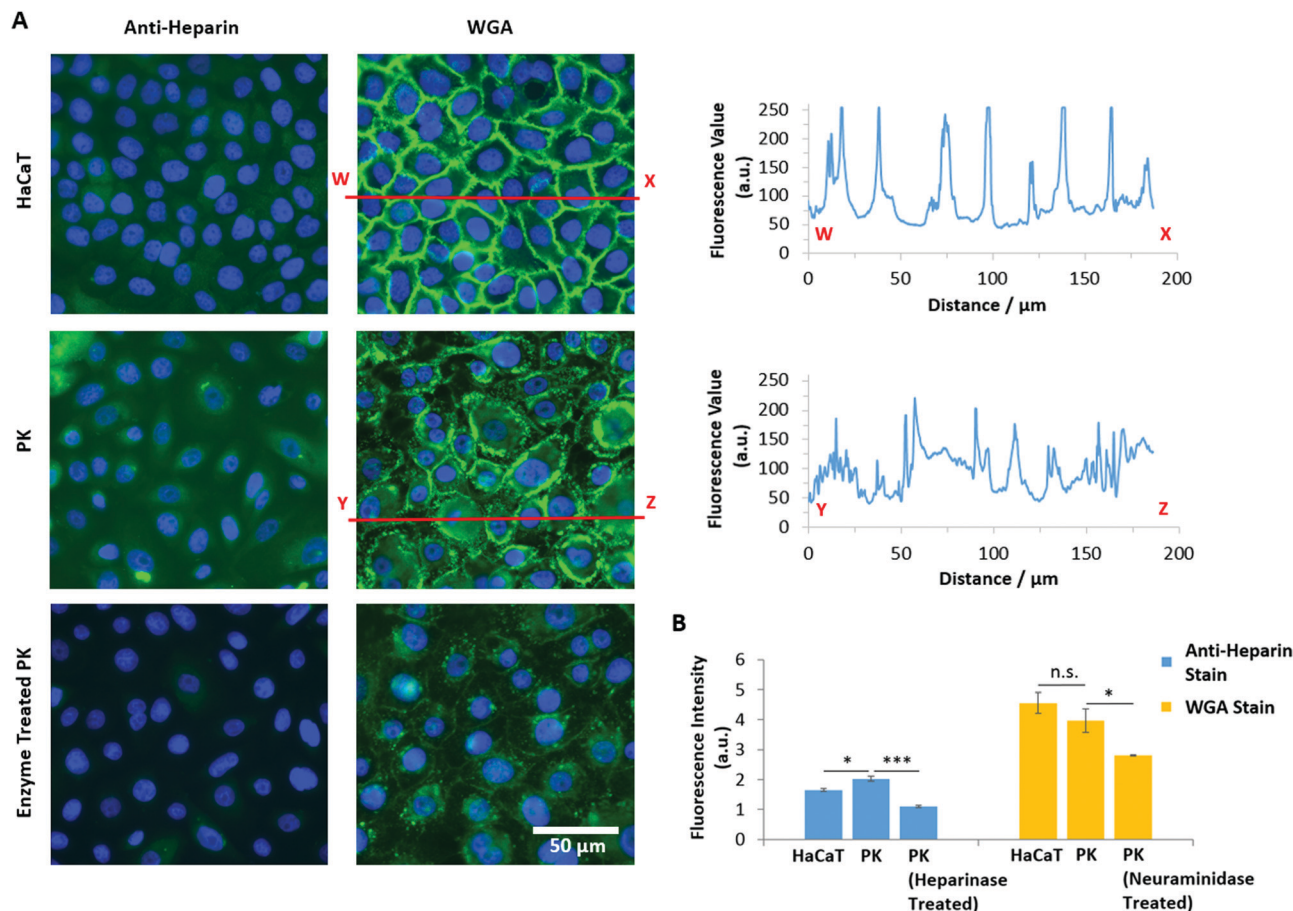 A
Anti-Heparin
WGA
HaCaT
W
X
PK
Y
Z
Enzyme Treated PK
50 µm
Fluorescence Value
(a.u.)
250
200
150
100
50
0
W
X
0
50
100
150
200
Distance / µm
Fluorescence Value
(a.u.)
250
200
150
100
50
0
Y
Z
0
50
100
150
200
Distance / µm
B
Fluorescence Intensity
(a.u.)
6
5
4
3
2
1
0
*
***
n.s.
*
Anti-Heparin
Stain
WGA Stain
HaCaT
PK
PK
(Heparinase
Treated)
HaCaT
PK
PK
(Neuraminidase
Treated)